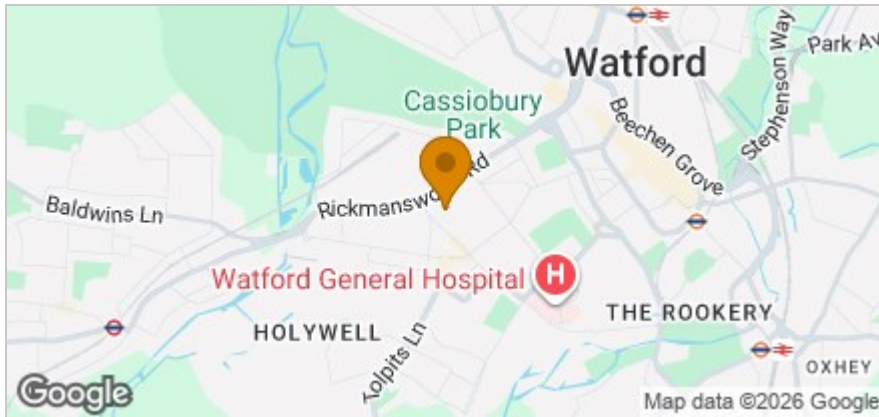 Watford
Park Av
Stephenson Way
Cassiobury
Park
Beechen Grove
Rickmanswo Rd
Baldwins Ln
Watford General Hospital
H
THE ROOKERY
HOLYWELL
Tolpits Ln
OXHEY
Google
Map data ©2026 Google